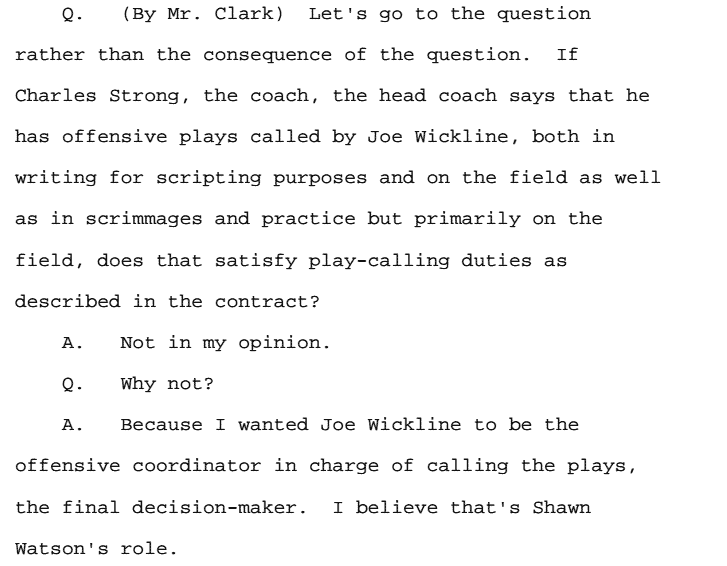 Q. (By Mr. Clark) Let's go to the question
rather than the consequence of the question. If
Charles Strong, the coach, the head coach says that he
has offensive plays called by Joe Wickline, both in
writing for scripting purposes and on the field as well
as in scrimmages and practice but primarily on the
field, does that satisfy play-calling duties as
described in the contract?
A. Not in my opinion.
Q. Why not?
A. Because I wanted Joe Wickline to be the
offensive coordinator in charge of calling the plays,
the final decision-maker. I believe that's Shawn
Watson's role.